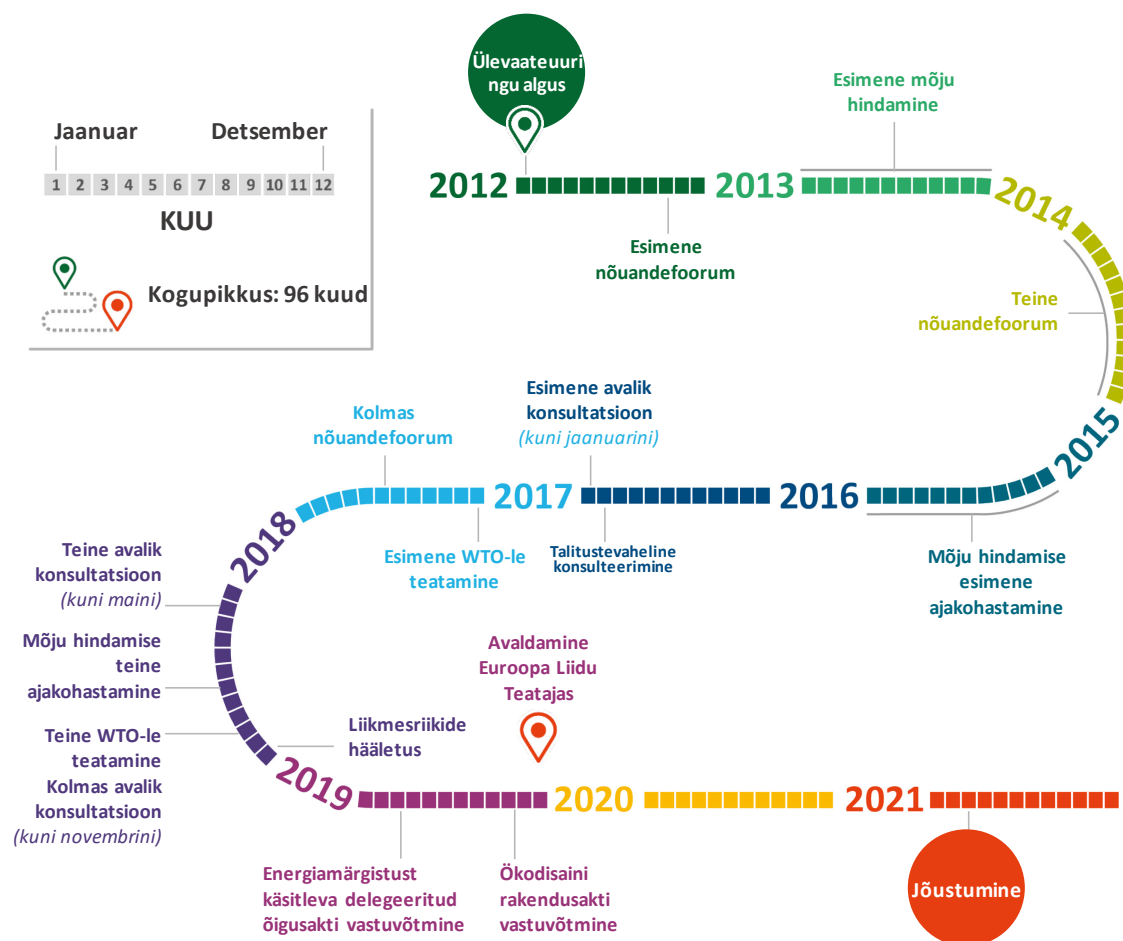 Ülevaateuuri
ngu algus
Esimene mõju
hindamine
Jaanuar
Detsember
1 2 3 4 5 6 7 8 9 10 11 12
KUU
Kogupikkus: 96 kuud
2012
2013
2014
Esimene
nõuandefoorum
Teine
nõuandefoorum
2015
Esimene avalik
konsultatsioon
(kuni jaanuarini)
Kolmas
nõuandefoorum
2017
2016
2018
Esimene WTO-le
teatamine
Talitustevaheline
konsulteerimine
Mõju hindamise
esimene
ajakohastamine
Teine avalik
konsultatsioon
(kuni maini)
Mõju hindamise
teine
ajakohastamine
Teine WTO-le
teatamine
Kolmas avalik
konsultatsioon
(kuni novembrini)
Liikmesriikide
hääletus
Avaldamine
Euroopa Liidu
Teatajas
2019
2020
2021
Energiamärgistust
käsitleva delegeeritud
õigusakti vastuvõtmine
Ökodisaini
rakendusakti
vastuvõtmine
Jõustumine